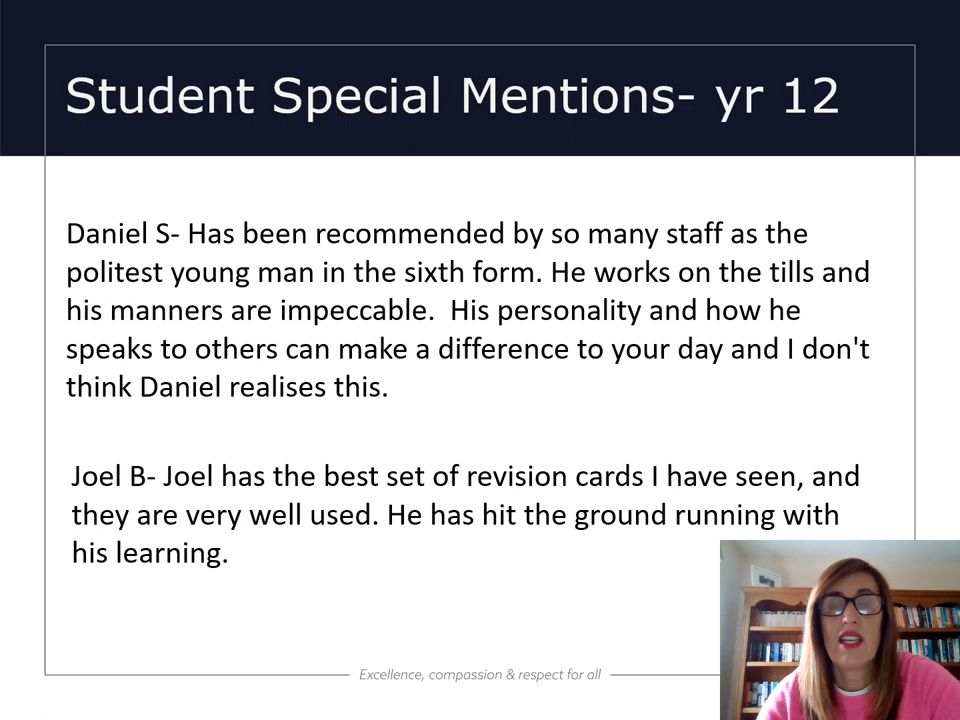 Student Special Mentions- yr 12
Daniel S- Has been recommended by so many staff as the
politest young man in the sixth form. He works on the tills and
his manners are impeccable.  His personality and how he
speaks to others can make a difference to your day and I don't
think Daniel realises this.
Joel B- Joel has the best set of revision cards I have seen, and
they are very well used. He has hit the ground running with
his learning.
Excellence, compassion & respect for all